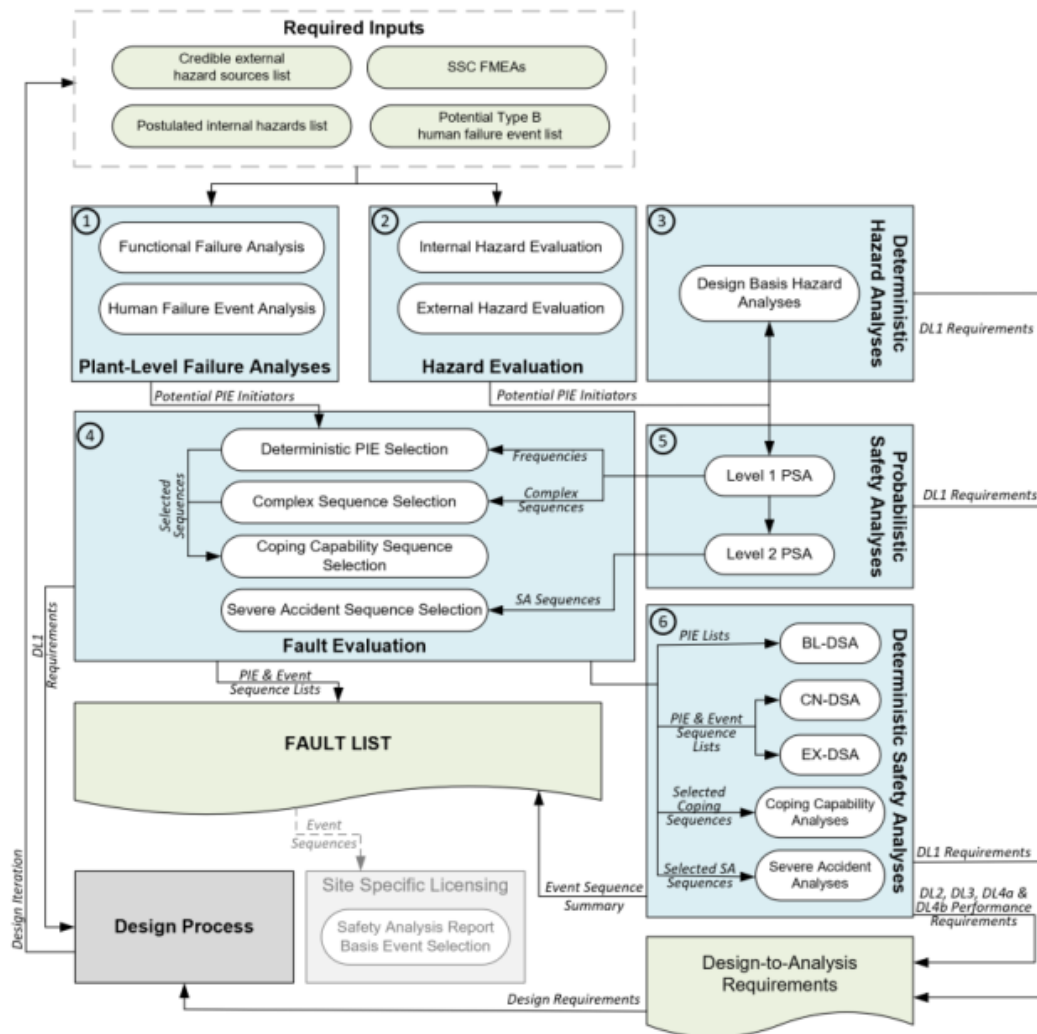 Required Inputs
Credible external
hazard sources list
SSC FMEAs
Postulated internal hazards list
Potential Type B
human failure event list
1
Functional Failure Analysis
Human Failure Event Analysis
Plant-Level Failure Analyses
2
Internal Hazard Evaluation
External Hazard Evaluation
Hazard Evaluation
3
Design Basis Hazard
Analyses
Deterministic
Hazard Analyses
DL1 Requirements
Potential PIE Initiators
Potential PIE Initiators
4
Deterministic PIE Selection
Frequencies
Complex Sequence Selection
Complex
Sequences
Selected
Sequences
Coping Capability Sequence
Selection
Severe Accident Sequence Selection
SA Sequences
Fault Evaluation
5
Level 1 PSA
Level 2 PSA
Probabilistic
Safety Analyses
DL1 Requirements
6
PIE Lists
BL-DSA
CN-DSA
PIE & Event
Sequence Lists
EX-DSA
Selected
Coping
Sequences
Coping Capability
Analyses
Selected SA
Sequences
Severe Accident
Analyses
Deterministic Safety Analyses
DL1
Requirements
PIE & Event
Sequence Lists
FAULT LIST
Event
Sequences
Site Specific Licensing
Safety Analysis Report
Basis Event Selection
Event Sequence
Summary
DL1 Requirements
DL2, DL3, DL4a &
DL4b Performance
Requirements
Design Iteration
Design Process
Design Requirements
Design-to-Analysis
Requirements